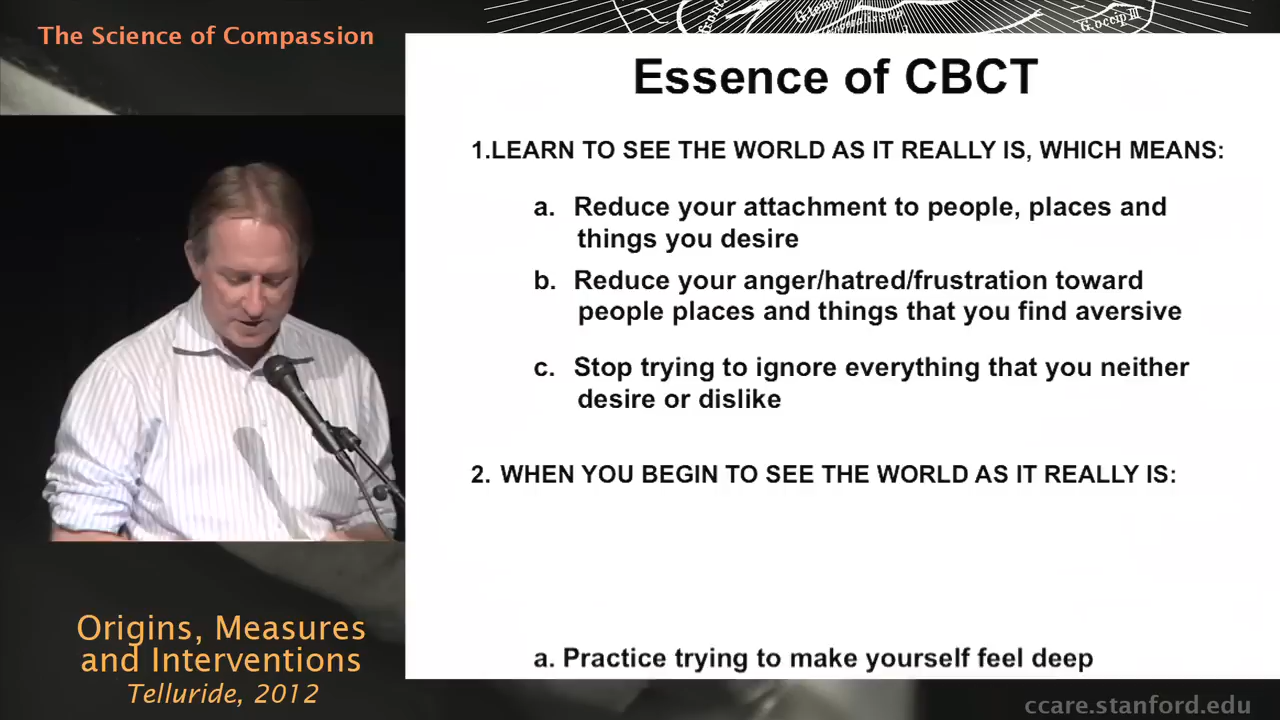 The Science of Compassion
G.occip III
Essence of CBCT
1.LEARN TO SEE THE WORLD AS IT REALLY IS, WHICH MEANS:
a. Reduce your attachment to people, places and
things you desire
b. Reduce your anger/hatred/frustration toward
people places and things that you find aversive
c. Stop trying to ignore everything that you neither
desire or dislike
2. WHEN YOU BEGIN TO SEE THE WORLD AS IT REALLY IS:
a. Practice trying to make yourself feel deep
Origins, Measures
and Interventions
Telluride, 2012
ccare.stanford.edu